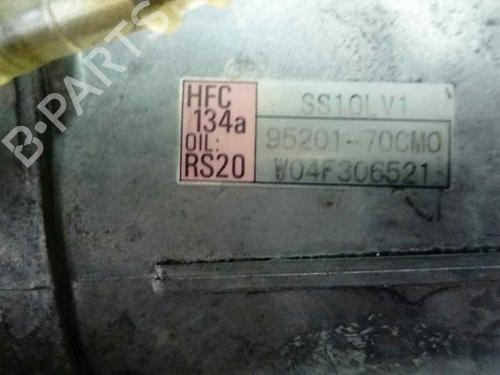 B-PARTS
HFC
134a
OIL:
RS20
SS10LV1
95201-70CM0
W04F306521